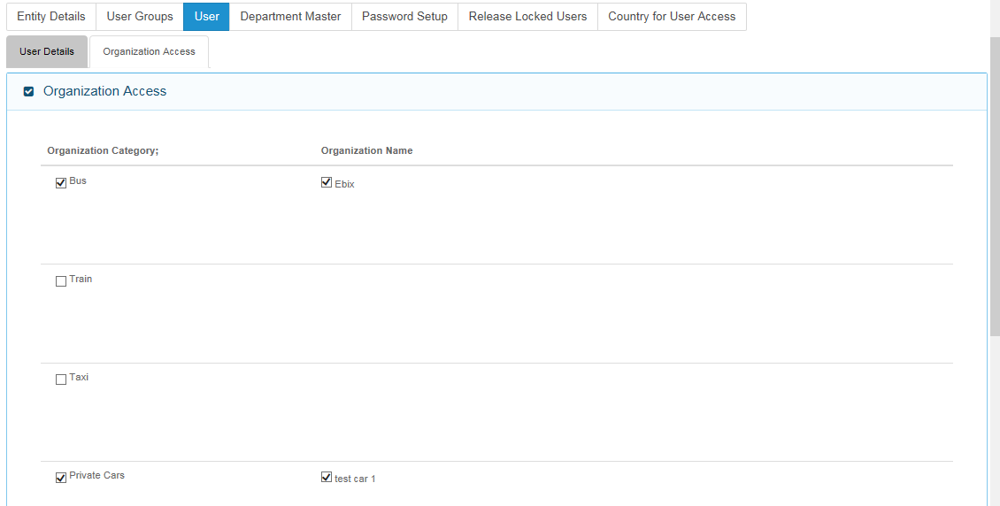 Entity Details User Groups User Department Master Password Setup Release Locked Users Country for User Access
User Details Organization Access
Organization Access
Organization Category; Organization Name
Bus Ebix
Train
Taxi
Private Cars test car 1